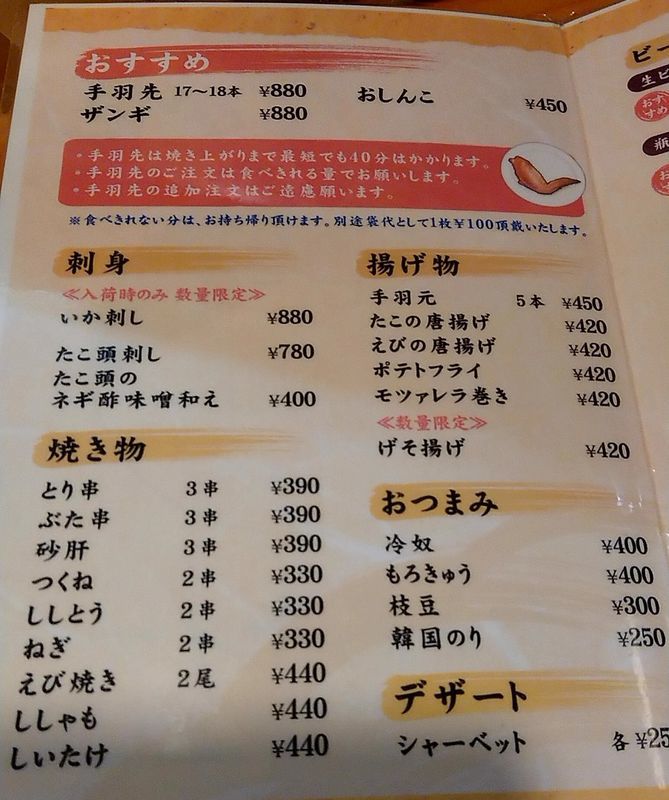 おすすめ
手羽先 17～18本 ¥880
ザンギ ¥880
おしんこ ¥450
・手羽先は焼き上がりまで最短でも40分はかかります。
・手羽先のご注文は食べきれる量でお願いします。
・手羽先の追加注文はご遠慮願います。
※食べきれない分は、お持ち帰り頂けます。別途袋代として1枚¥100頂戴いたします。
刺身
≪入荷時のみ 数量限定≫
いか刺し ¥880
たこ頭刺し ¥780
たこ頭の
ネギ酢味噌和え ¥400
焼き物
とり串 3串 ¥390
ぶた串 3串 ¥390
砂肝 3串 ¥390
つくね 2串 ¥330
ししとう 2串 ¥330
ねぎ 2串 ¥330
えび焼き 2尾 ¥440
ししゃも ¥440
しいたけ ¥440
揚げ物
手羽元 5本 ¥450
たこの唐揚げ ¥420
えびの唐揚げ ¥420
ポテトフライ ¥420
モツァレラ巻き ¥420
≪数量限定≫
げそ揚げ ¥420
おつまみ
冷奴 ¥400
もろきゅう ¥400
枝豆 ¥300
韓国のり ¥250
デザート
シャーベット 各 ¥25
ビー
生ビ
おす
すめ
瓶